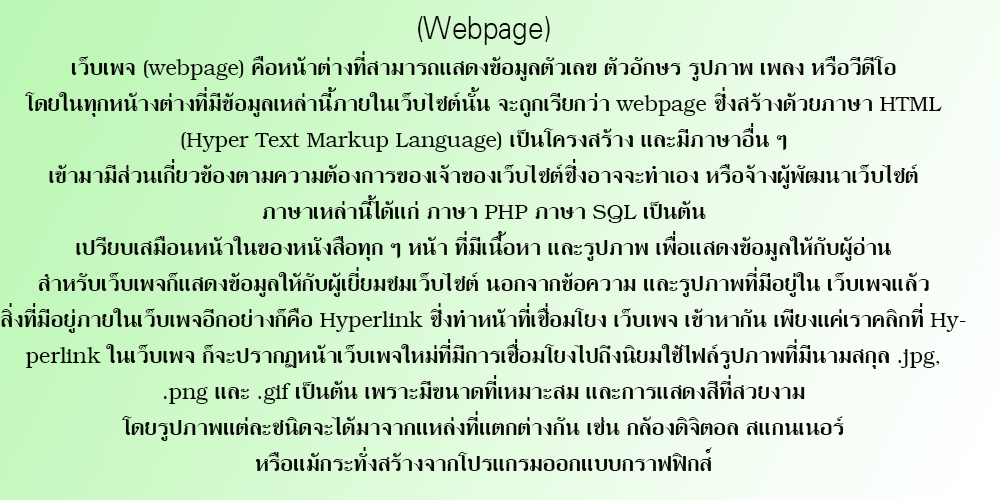 (Webpage)
เว็บเพจ (webpage) คือหน้าต่างที่สามารถแสดงข้อมูลตัวเลข ตัวอักษร รูปภาพ เพลง หรือวีดีโอ
โดยในทุกหน้างต่างที่มีข้อมูลเหล่านี้ภายในเว็บไซต์นั้น จะถูกเรียกว่า webpage ซึ่งสร้างด้วยภาษา HTML
(Hyper Text Markup Language) เป็นโครงสร้าง และมีภาษาอื่น ๆ
เข้ามามีส่วนเกี่ยวข้องตามความต้องการของเจ้าของเว็บไซต์ซึ่งอาจจะทำเอง หรือจ้างผู้พัฒนาเว็บไซต์
ภาษาเหล่านี้ได้แก่ ภาษา PHP ภาษา SQL เป็นต้น
เปรียบเสมือนหน้าในของหนังสือทุก ๆ หน้า ที่มีเนื้อหา และรูปภาพ เพื่อแสดงข้อมูลให้กับผู้อ่าน
สำหรับเว็บเพจก็แสดงข้อมูลให้กับผู้เยี่ยมชมเว็บไซต์ นอกจากข้อความ และรูปภาพที่มีอยู่ใน เว็บเพจแล้ว
สิ่งที่มีอยู่ภายในเว็บเพจอีกอย่างก็คือ Hyperlink ซึ่งทำหน้าที่เชื่อมโยง เว็บเพจ เข้าหากัน เพียงแค่เราคลิกที่ Hy-
perlink ในเว็บเพจ ก็จะปรากฏหน้าเว็บเพจใหม่ที่มีการเชื่อมโยงไปถึงนิยมใช้ไฟล์รูปภาพที่มีนามสกุล .jpg,
.png และ .gif เป็นต้น เพราะมีขนาดที่เหมาะสม และการแสดงสีที่สวยงาม
โดยรูปภาพแต่ละชนิดจะได้มาจากแหล่งที่แตกต่างกัน เช่น กล้องดิจิตอล สแกนเนอร์
หรือแม้กระทั่งสร้างจากโปรแกรมออกแบบกราฟฟิกส์